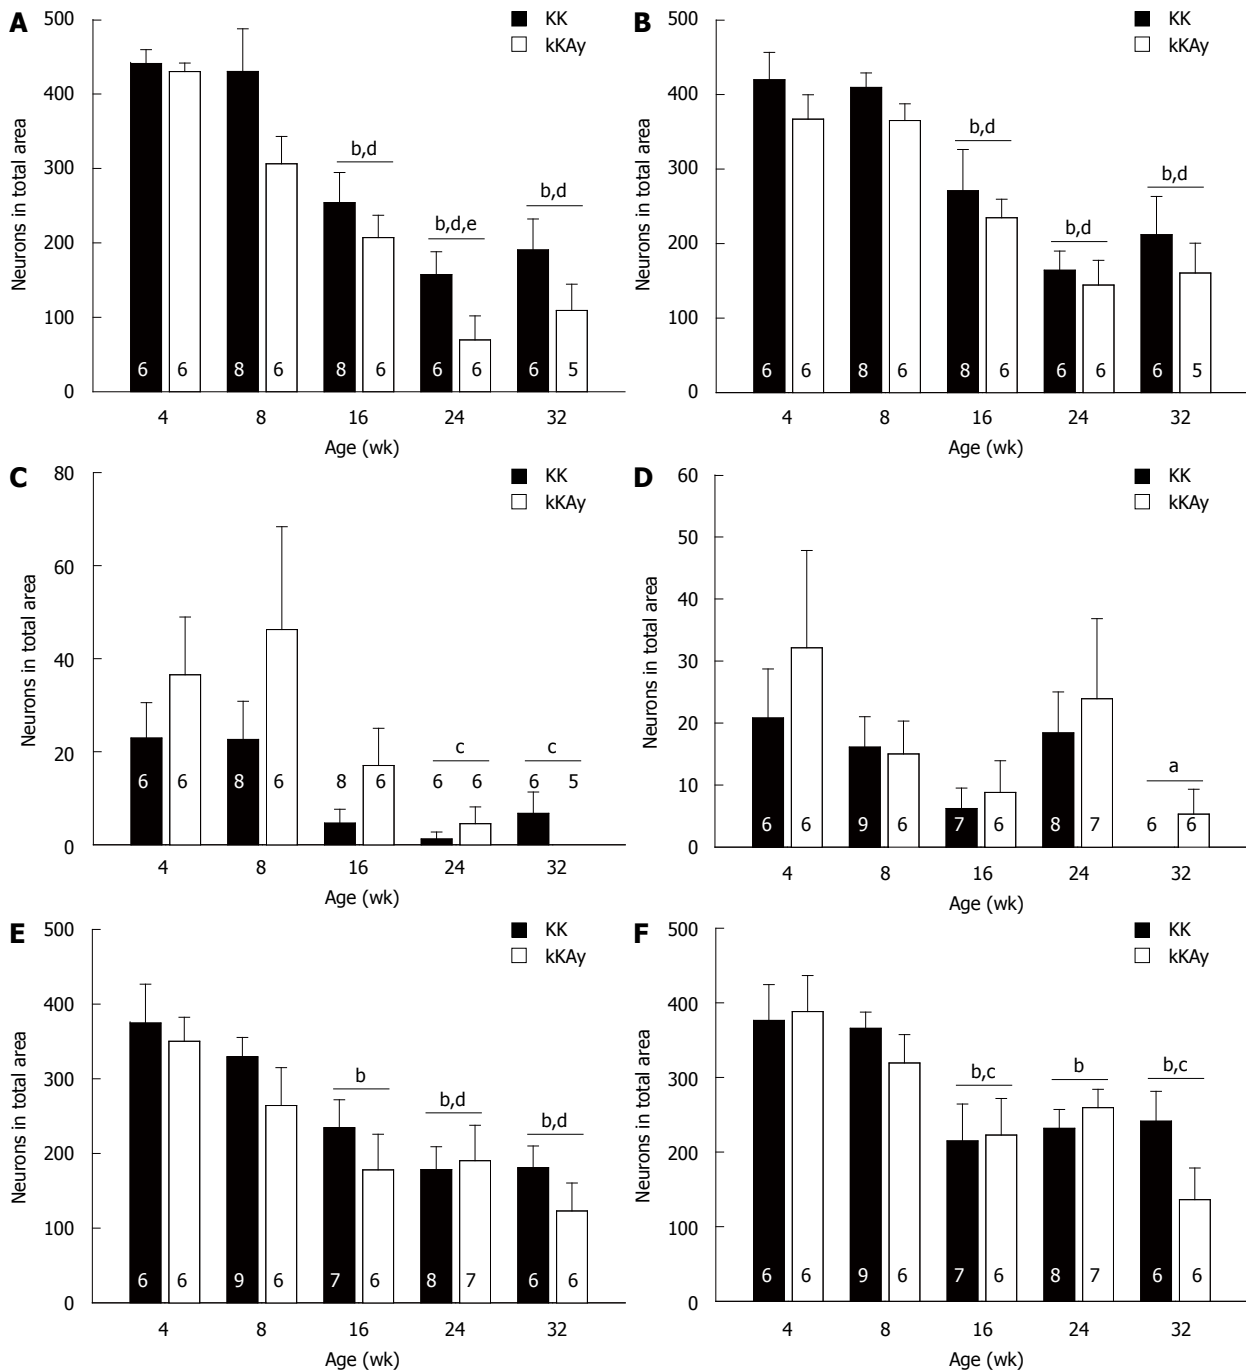 A
KK
kKAy
Neurons in total area
500
400
300
200
100
0
b,d
b,d,e
b,d
6 6 8 6 8 6 6 6 6 5
4 8 16 24 32
Age (wk)
B
KK
kKAy
Neurons in total area
500
400
300
200
100
0
b,d
b,d
b,d
6 6 8 6 8 6 6 6 6 5
4 8 16 24 32
Age (wk)
C
KK
kKAy
Neurons in total area
80
60
40
20
0
c
c
6 6 8 6 8 6 6 6 6 5
4 8 16 24 32
Age (wk)
D
KK
kKAy
Neurons in total area
60
50
40
30
20
10
0
a
6 6 9 6 7 6 8 7 6 6
4 8 16 24 32
Age (wk)
E
KK
kKAy
Neurons in total area
500
400
300
200
100
0
b
b,d
b,d
6 6 9 6 7 6 8 7 6 6
4 8 16 24 32
Age (wk)
F
KK
kKAy
Neurons in total area
500
400
300
200
100
0
b,c
b
b,c
6 6 9 6 7 6 8 7 6 6
4 8 16 24 32
Age (wk)